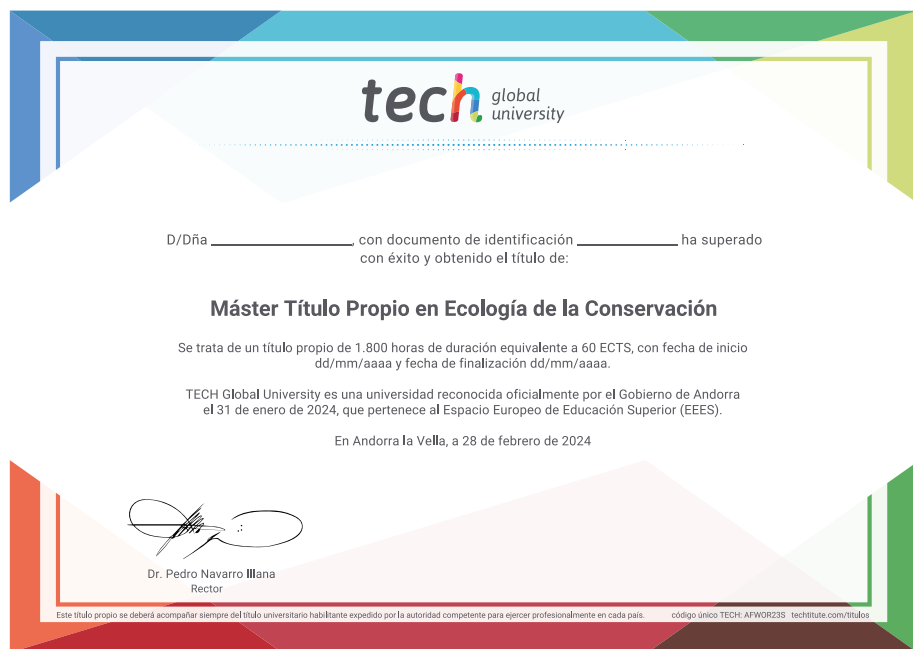 tech global university
D/Dña ______________, con documento de identificación __________ ha superado
con éxito y obtenido el título de:
Máster Título Propio en Ecología de la Conservación
Se trata de un título propio de 1.800 horas de duración equivalente a 60 ECTS, con fecha de inicio
dd/mm/aaaa y fecha de finalización dd/mm/aaaa.
TECH Global University es una universidad reconocida oficialmente por el Gobierno de Andorra
el 31 de enero de 2024, que pertenece al Espacio Europeo de Educación Superior (EEES).
En Andorra la Vella, a 28 de febrero de 2024
Dr. Pedro Navarro Illana
Rector
Este título propio se deberá acompañar siempre del título universitario habilitante expedido por la autoridad competente para ejercer profesionalmente en cada país. código único TECH: AFWOR23S techtitute.com/titulos